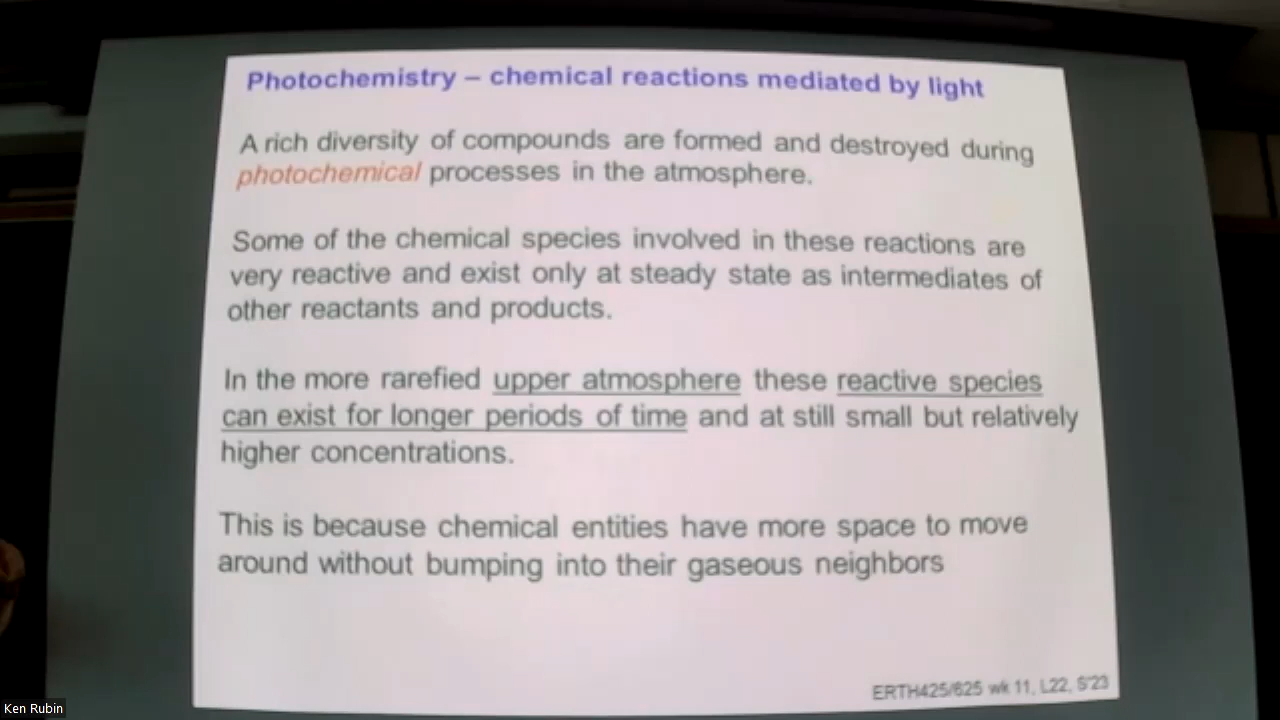 Photochemistry – chemical reactions mediated by light
A rich diversity of compounds are formed and destroyed during
photochemical processes in the atmosphere.
Some of the chemical species involved in these reactions are
very reactive and exist only at steady state as intermediates of
other reactants and products.
In the more rarefied upper atmosphere these reactive species
can exist for longer periods of time and at still small but relatively
higher concentrations.
This is because chemical entities have more space to move
around without bumping into their gaseous neighbors
ERTH425/625 wk 11, L22, S'23
Ken Rubin